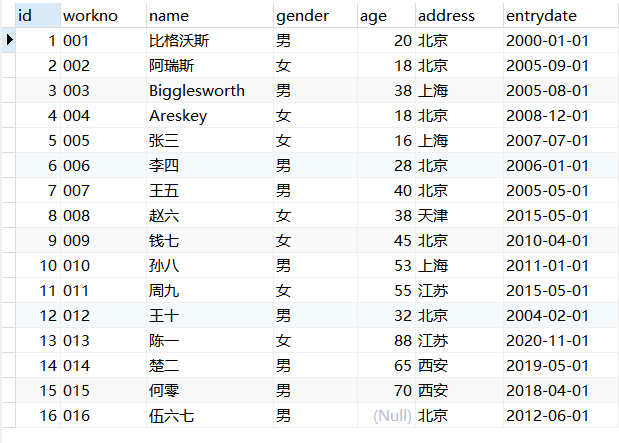 id workno name gender age address entrydate
1 001 比格沃斯 男 20 北京 2000-01-01
2 002 阿瑞斯 女 18 北京 2005-09-01
3 003 Bigglesworth 男 38 上海 2005-08-01
4 004 Areskey 女 18 北京 2008-12-01
5 005 张三 女 16 上海 2007-07-01
6 006 李四 男 28 北京 2006-01-01
7 007 王五 男 40 北京 2005-05-01
8 008 赵六 女 38 天津 2015-05-01
9 009 钱七 女 45 北京 2010-04-01
10 010 孙八 男 53 上海 2011-01-01
11 011 周九 女 55 江苏 2015-05-01
12 012 王十 男 32 北京 2004-02-01
13 013 陈一 女 88 江苏 2020-11-01
14 014 楚二 男 65 西安 2019-05-01
15 015 何零 男 70 西安 2018-04-01
16 016 伍六七 男 (Null) 北京 2012-06-01